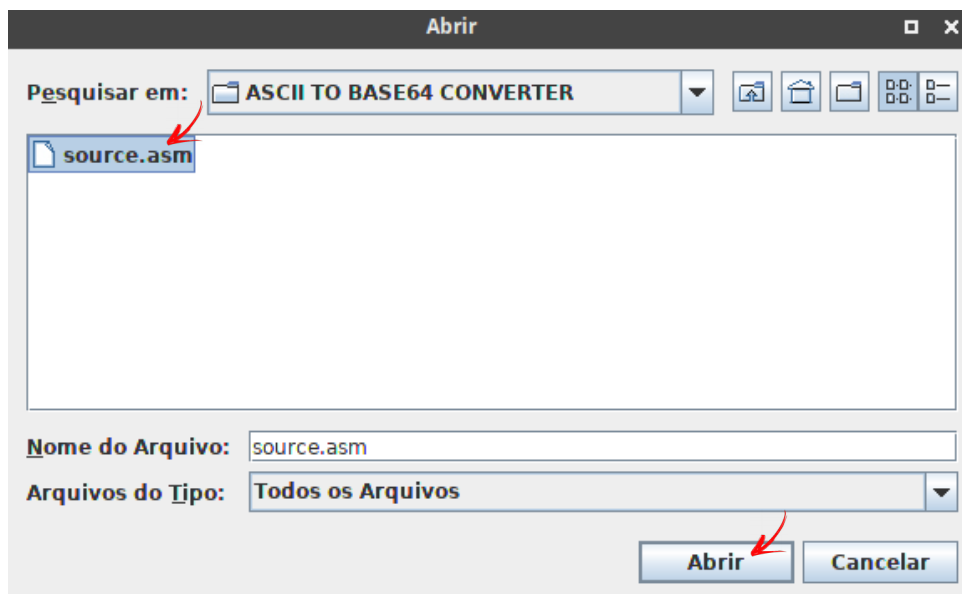 Abrir
Pesquisar em: ASCII TO BASE64 CONVERTER
source.asm
Nome do Arquivo: source.asm
Arquivos do Tipo: Todos os Arquivos
Abrir Cancelar